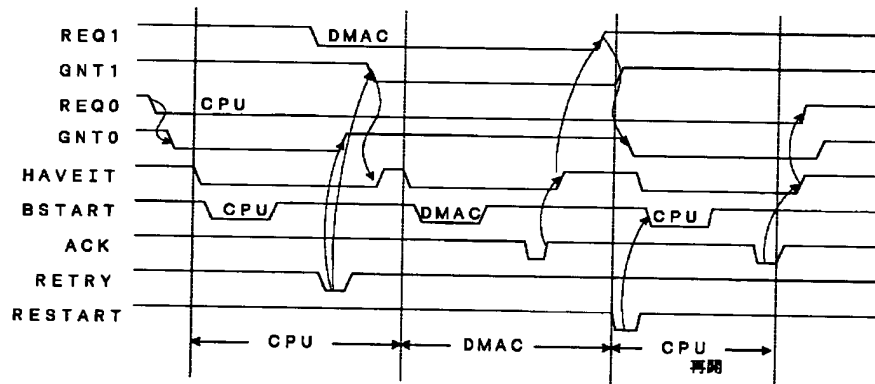 REQ1 DMAC
GNT1
REQ0 CPU
GNT0
HAVEIT
BSTART CPU DMAC CPU
ACK
RETRY
RESTART
CPU DMAC CPU
再開